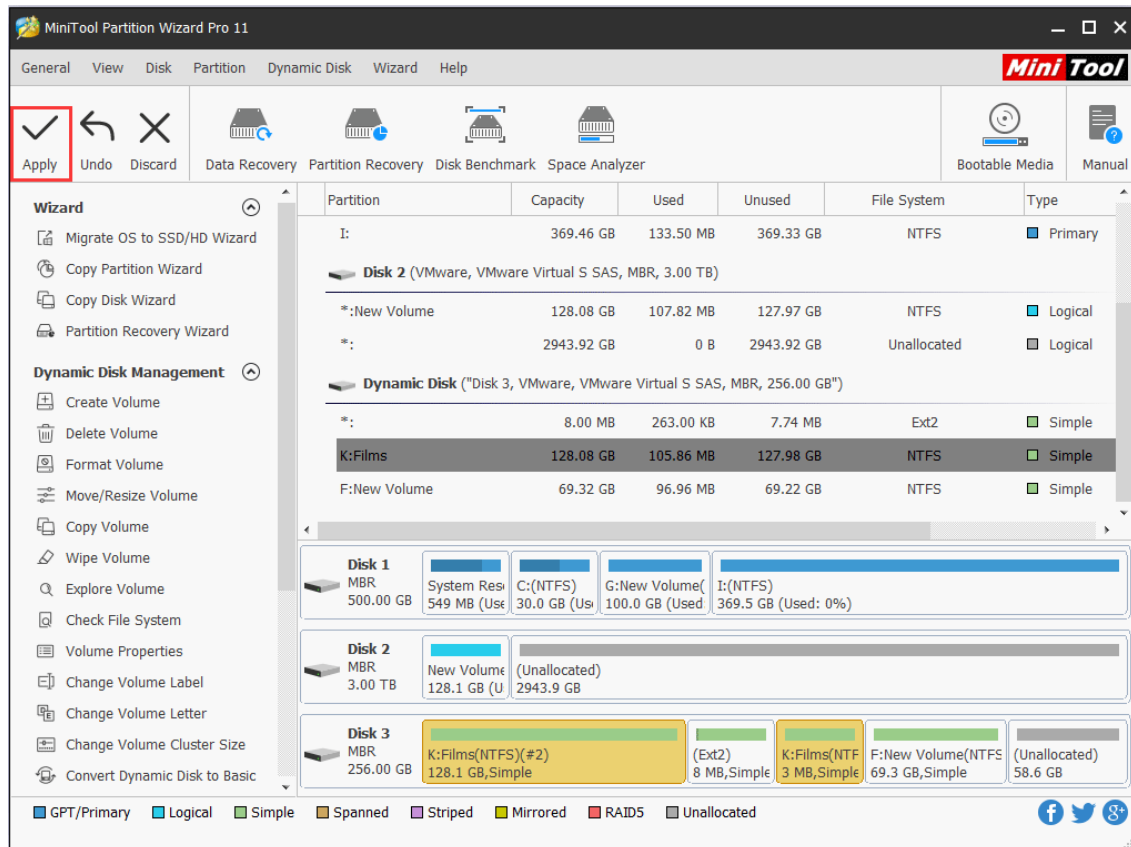 MiniTool Partition Wizard Pro 11
General View Disk Partition Dynamic Disk Wizard Help
Mini Tool
Apply Undo Discard Data Recovery Partition Recovery Disk Benchmark Space Analyzer Bootable Media Manual
Wizard
Migrate OS to SSD/HD Wizard
Copy Partition Wizard
Copy Disk Wizard
Partition Recovery Wizard
Dynamic Disk Management
Create Volume
Delete Volume
Format Volume
Move/Resize Volume
Copy Volume
Wipe Volume
Explore Volume
Check File System
Volume Properties
Change Volume Label
Change Volume Letter
Change Volume Cluster Size
Convert Dynamic Disk to Basic
Partition Capacity Used Unused File System Type
I: 369.46 GB 133.50 MB 369.33 GB NTFS Primary
Disk 2 (VMware, VMware Virtual S SAS, MBR, 3.00 TB)
*:New Volume 128.08 GB 107.82 MB 127.97 GB NTFS Logical
*: 2943.92 GB 0 B 2943.92 GB Unallocated Logical
Dynamic Disk ("Disk 3, VMware, VMware Virtual S SAS, MBR, 256.00 GB")
*: 8.00 MB 263.00 KB 7.74 MB Ext2 Simple
K:Films 128.08 GB 105.86 MB 127.98 GB NTFS Simple
F:New Volume 69.32 GB 96.96 MB 69.22 GB NTFS Simple
Disk 1
MBR
500.00 GB
System Res
549 MB (Use
C:(NTFS)
30.0 GB (Us
G:New Volume(
100.0 GB (Used
I:(NTFS)
369.5 GB (Used: 0%)
Disk 2
MBR
3.00 TB
New Volume
128.1 GB (U
(Unallocated)
2943.9 GB
Disk 3
MBR
256.00 GB
K:Films(NTFS)(#2)
128.1 GB,Simple
(Ext2)
8 MB,Simple
K:Films(NTF
3 MB,Simple
F:New Volume(NTFS
69.3 GB,Simple
(Unallocated)
58.6 GB
GPT/Primary Logical Simple Spanned Striped Mirrored RAID5 Unallocated